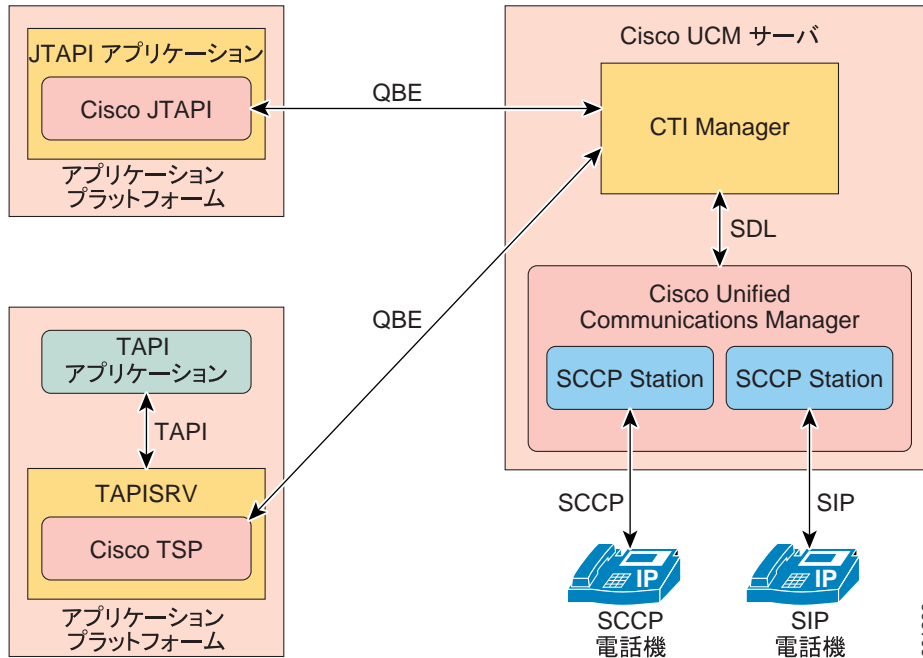 JTAPI アプリケーション
Cisco JTAPI
アプリケーション
プラットフォーム
QBE
Cisco UCM サーバ
CTI Manager
SDL
Cisco Unified
Communications Manager
SCCP Station
SCCP Station
QBE
TAPI
アプリケーション
TAPI
TAPISRV
Cisco TSP
アプリケーション
プラットフォーム
SCCP
SIP
IP
IP
SCCP
電話機
SIP
電話機